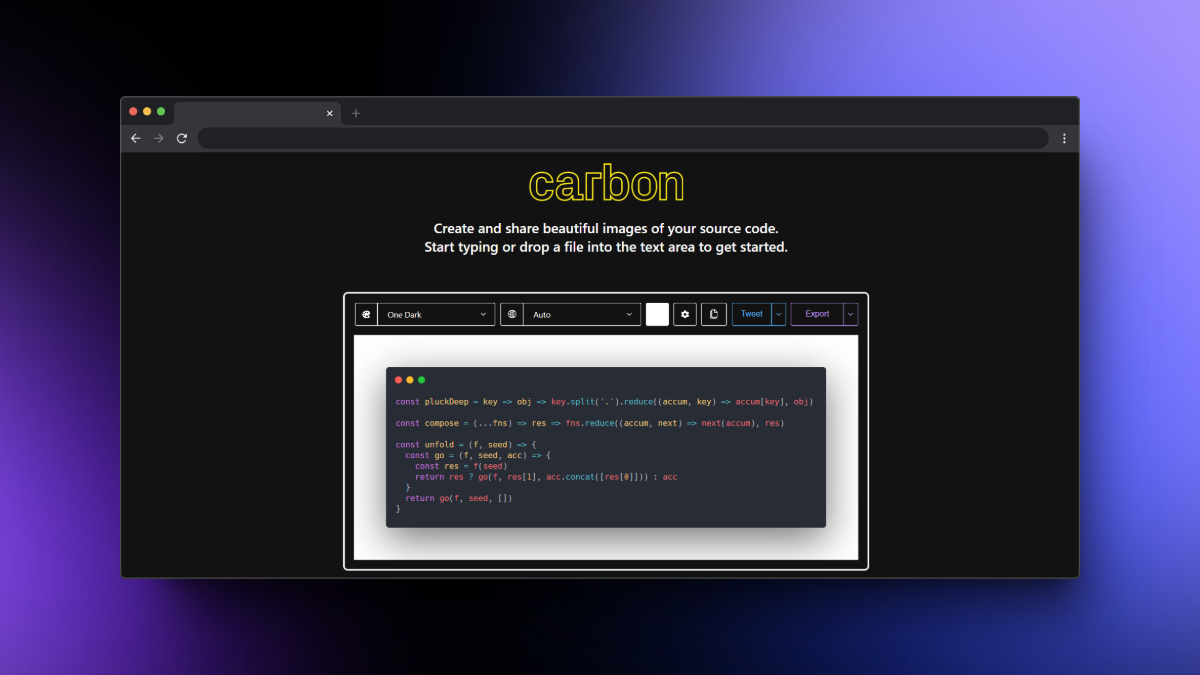 carbon
Create and share beautiful images of your source code.
Start typing or drop a file into the text area to get started.
One Dark
Auto
Tweet
Export
const pluckDeep = key => obj => key.split('.').reduce((accum, key) => accum[key], obj)
const compose = (...fns) => res => fns.reduce((accum, next) => next(accum), res)
const unfold = (f, seed) => {
  const go = (f, seed, acc) => {
    const res = f(seed)
    return res ? go(f, res[1], acc.concat([res[0]])) : acc
  }
  return go(f, seed, [])
}